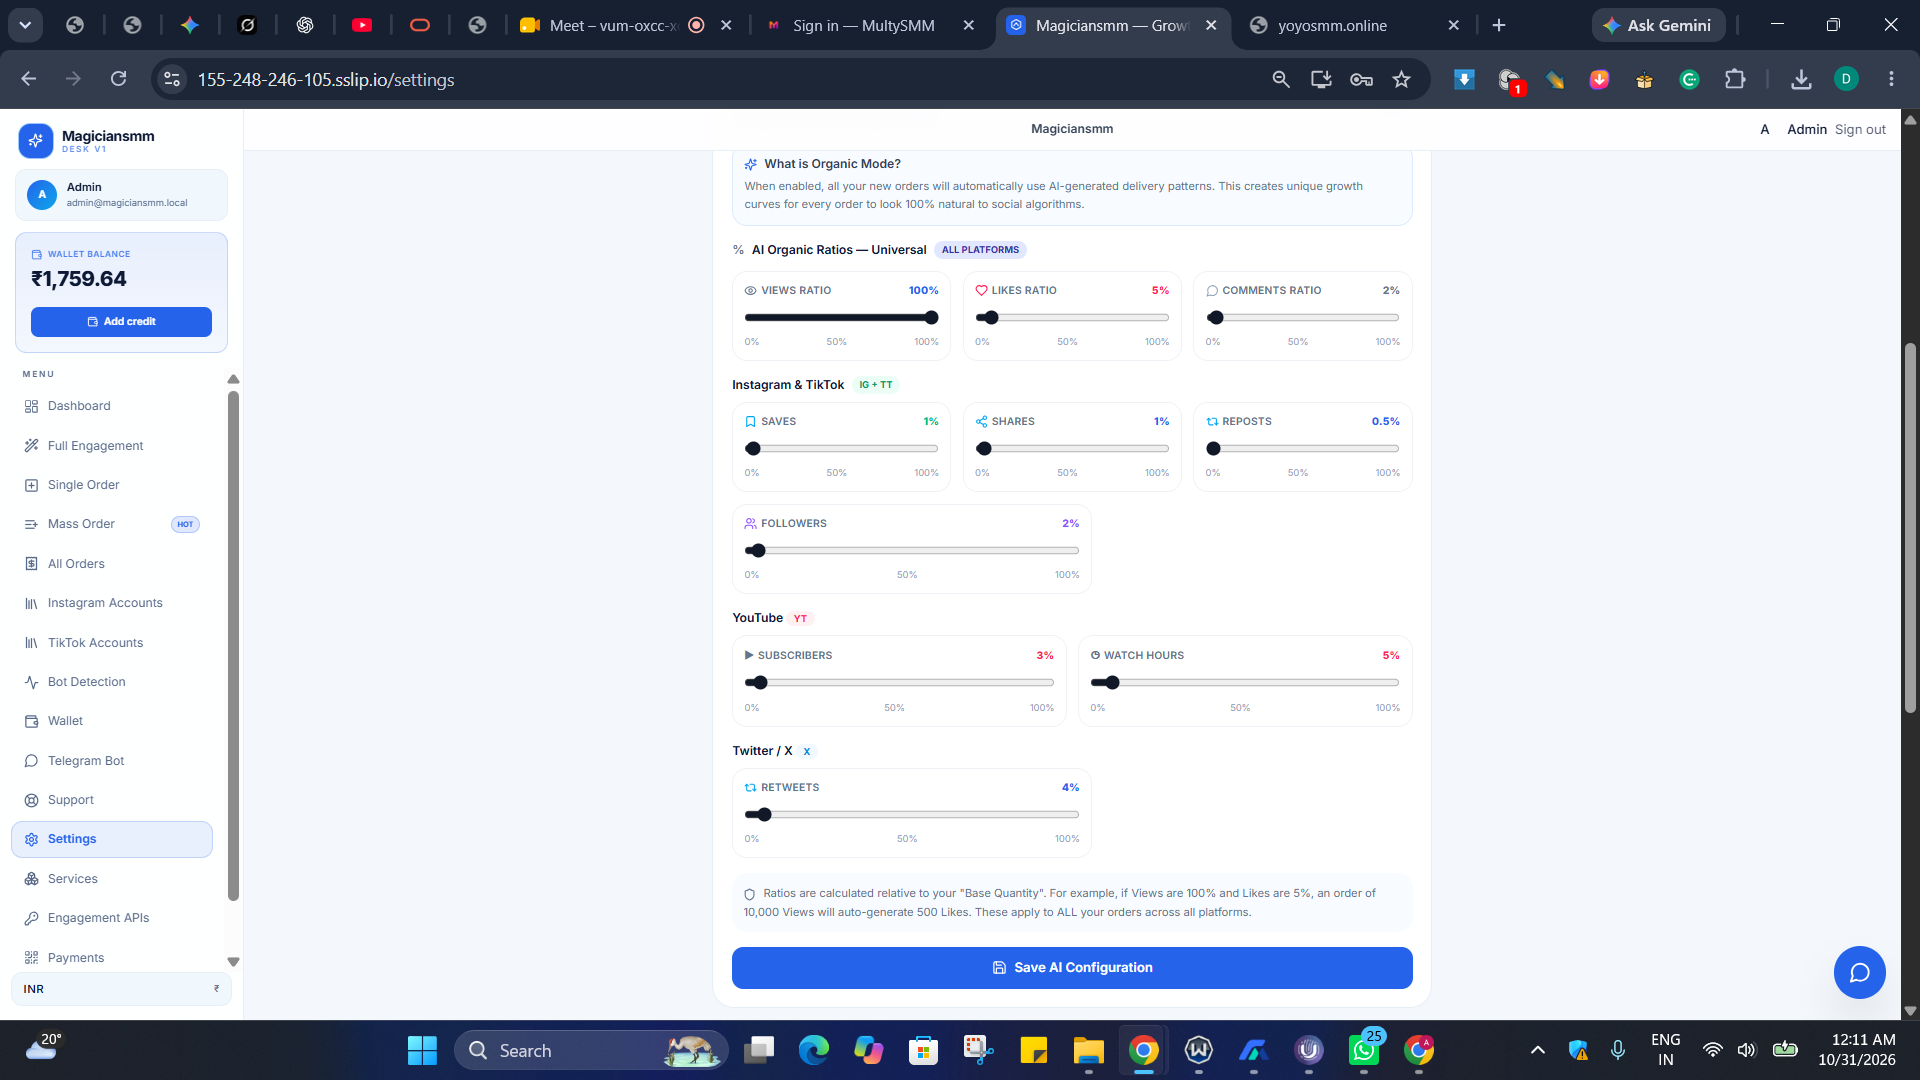 Meet – vum-oxcc-x
Sign in — MultySMM
Magiciansmm — Grow
yoyosmm.online
Ask Gemini
155-248-246-105.sslip.io/settings
1
D
Magiciansmm
DESK V1
Magiciansmm
A Admin Sign out
A
Admin
admin@magiciansmm.local
WALLET BALANCE
₹1,759.64
Add credit
MENU
Dashboard
Full Engagement
Single Order
Mass Order HOT
All Orders
Instagram Accounts
TikTok Accounts
Bot Detection
Wallet
Telegram Bot
Support
Settings
Services
Engagement APIs
Payments
INR ₹
What is Organic Mode?
When enabled, all your new orders will automatically use AI-generated delivery patterns. This creates unique growth
curves for every order to look 100% natural to social algorithms.
% AI Organic Ratios — Universal ALL PLATFORMS
VIEWS RATIO 100%
0% 50% 100%
LIKES RATIO 5%
0% 50% 100%
COMMENTS RATIO 2%
0% 50% 100%
Instagram & TikTok IG + TT
SAVES 1%
0% 50% 100%
SHARES 1%
0% 50% 100%
REPOSTS 0.5%
0% 50% 100%
FOLLOWERS 2%
0% 50% 100%
YouTube YT
SUBSCRIBERS 3%
0% 50% 100%
WATCH HOURS 5%
0% 50% 100%
Twitter / X X
RETWEETS 4%
0% 50% 100%
Ratios are calculated relative to your "Base Quantity". For example, if Views are 100% and Likes are 5%, an order of
10,000 Views will auto-generate 500 Likes. These apply to ALL your orders across all platforms.
Save AI Configuration
20°
Search
25
A
ENG
IN
12:11 AM
10/31/2026